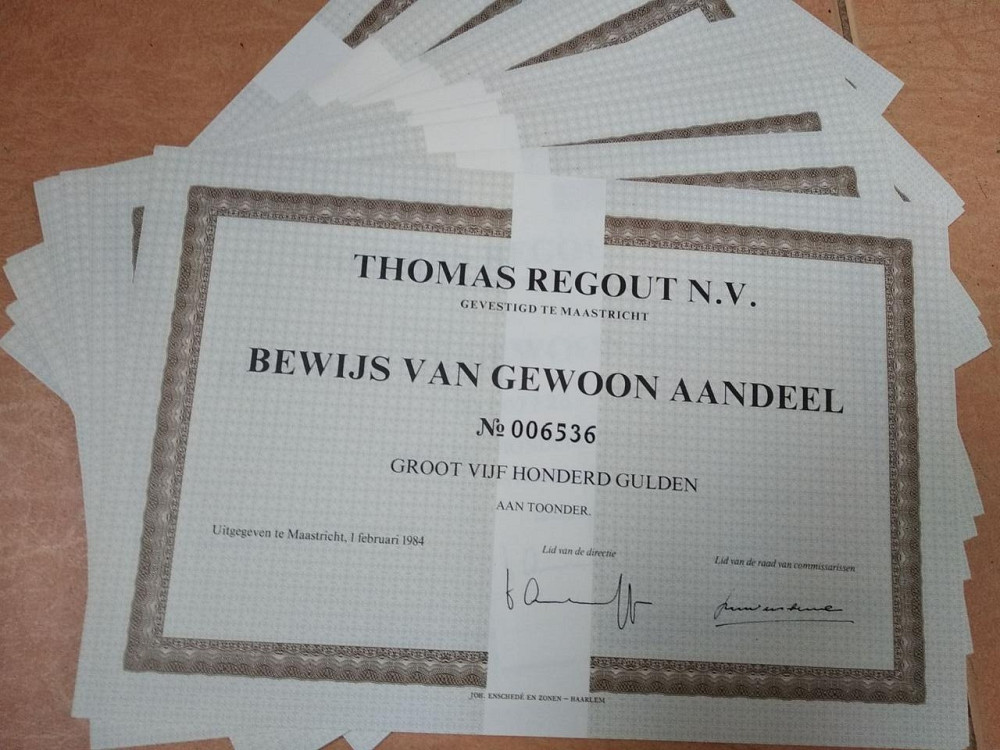 THOMAS REGOUT N.V.
GEVESTIGD TE MAASTRICHT
BEWIJS VAN GEWOON AANDEEL
№ 006536
GROOT VIJF HONDERD GULDEN
AAN TOONDER.
Uitgegeven te Maastricht, 1 februari 1984
Lid van de directie
Lid van de raad van commissarissen
JOH. ENSCHEDÉ EN ZONEN – HAARLEM